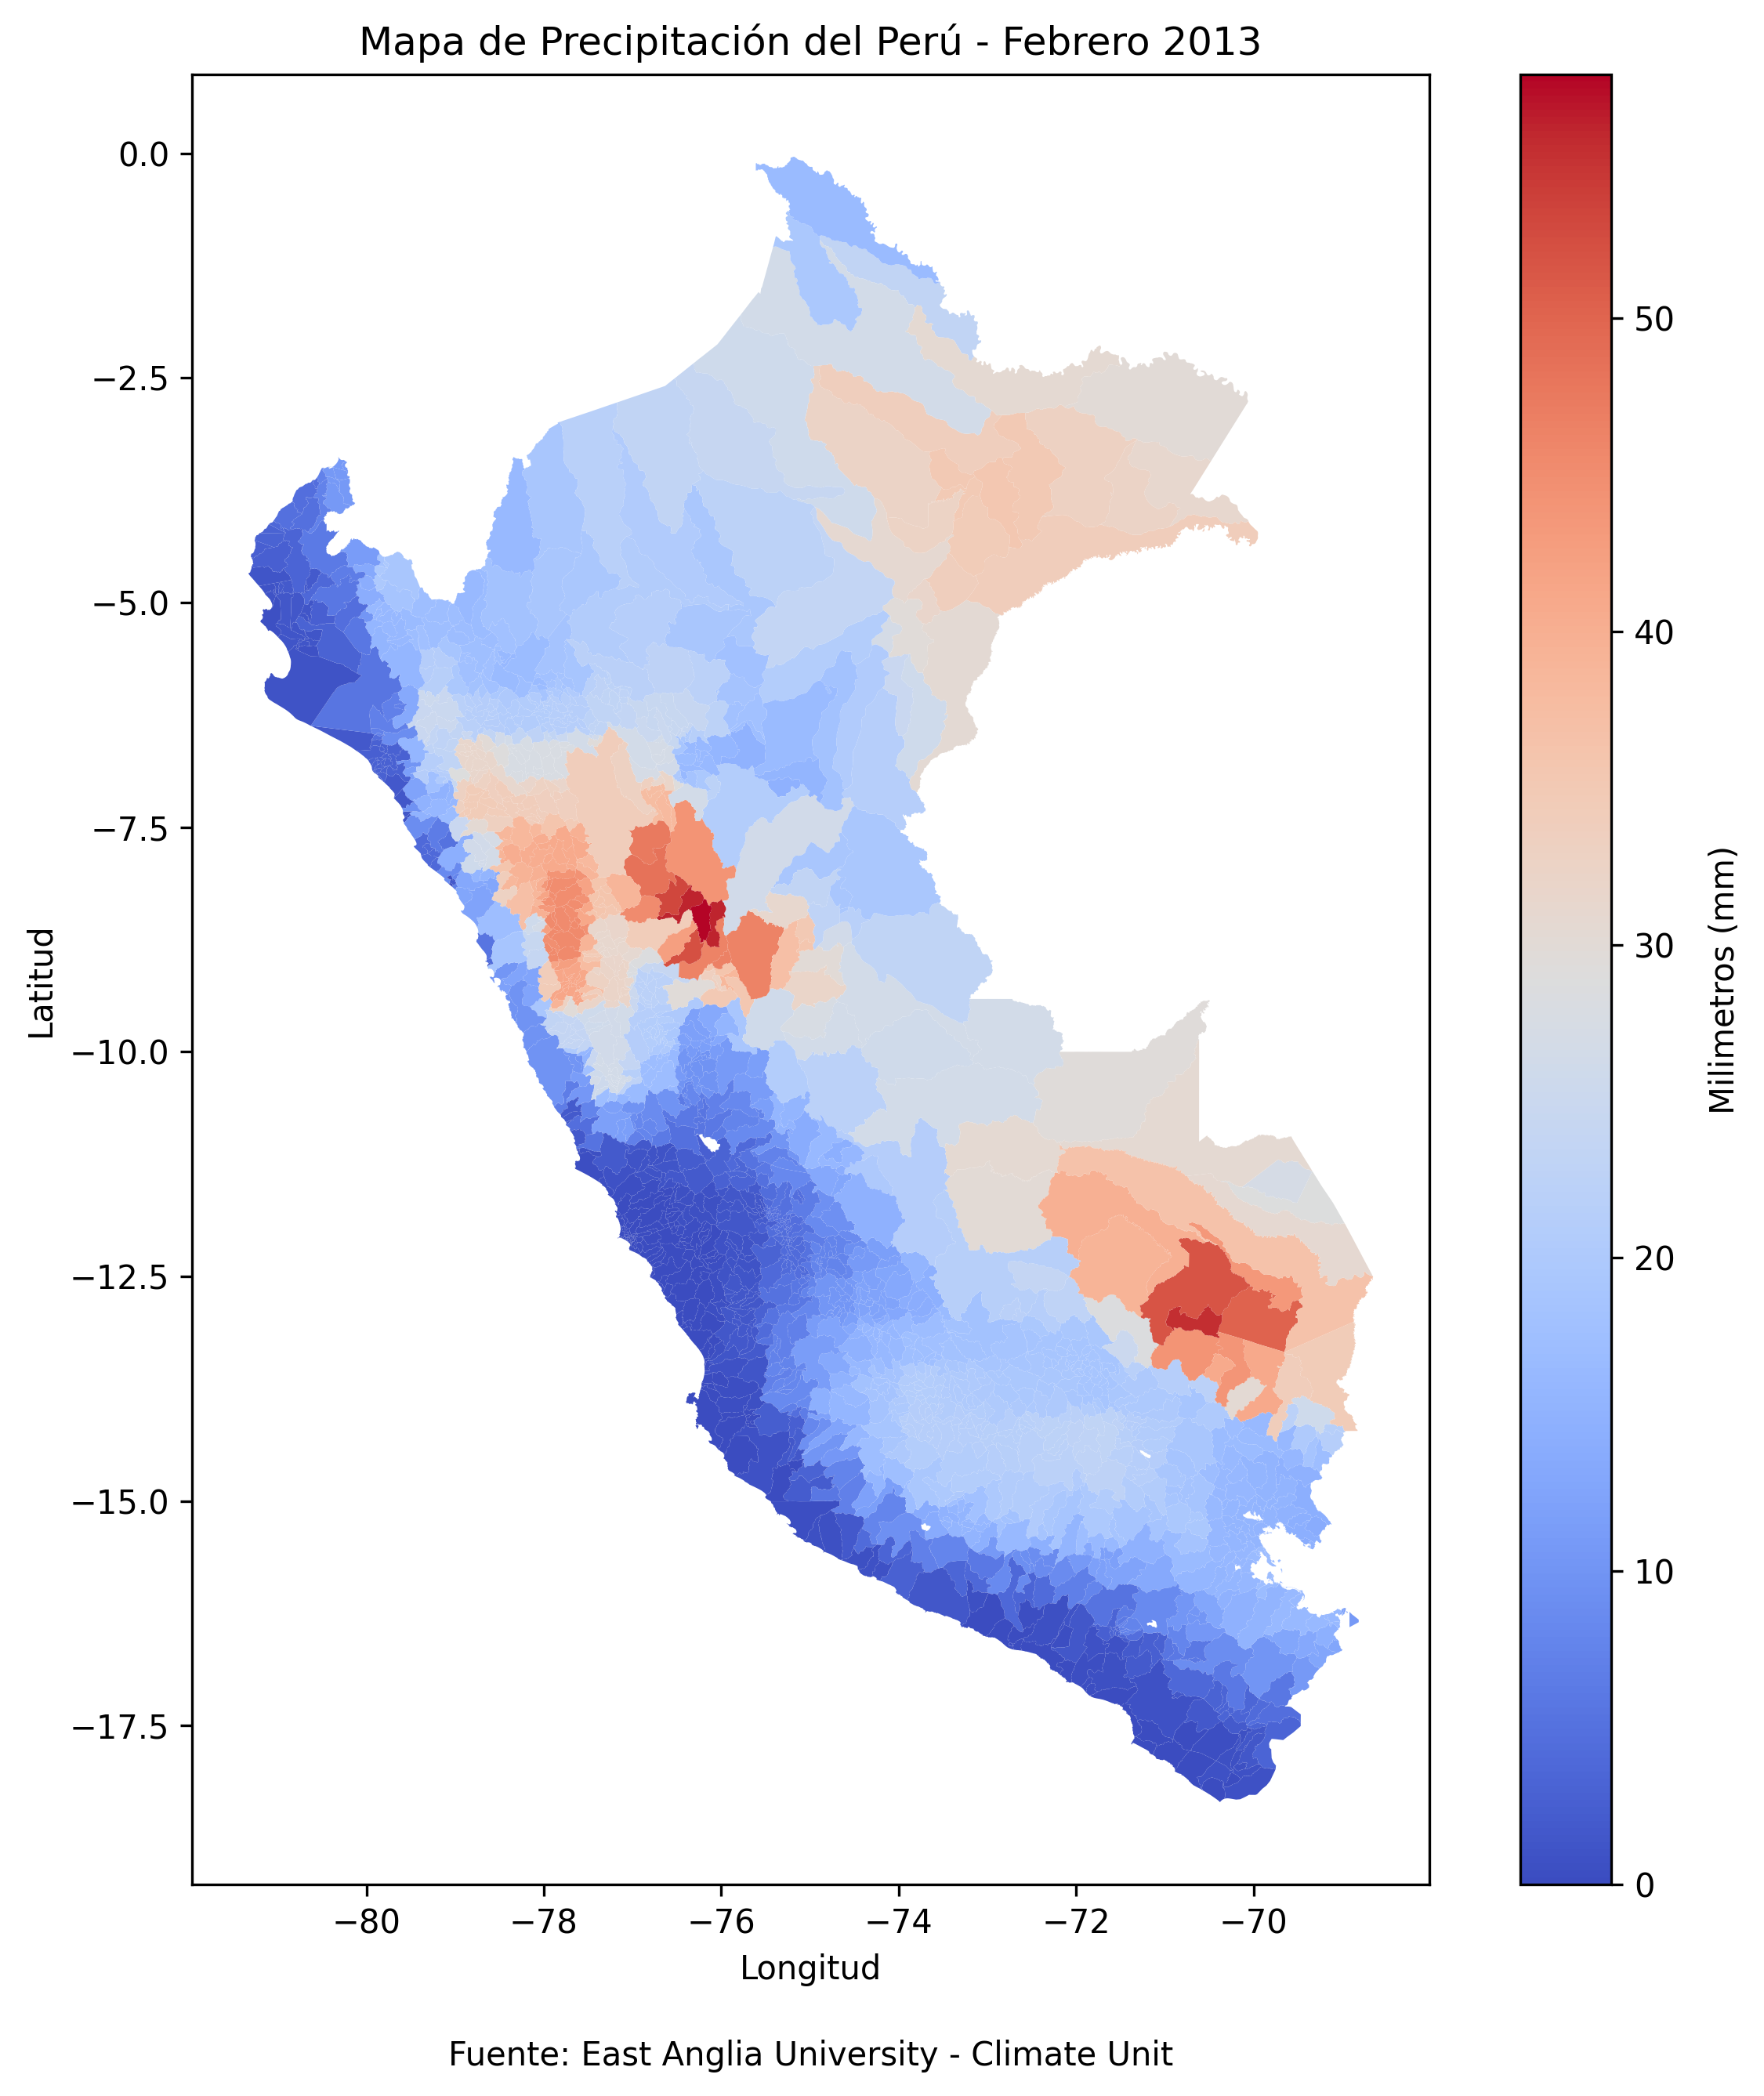 Mapa de Precipitación del Perú - Febrero 2013
0.0
−2.5
−5.0
−7.5
−10.0
−12.5
−15.0
−17.5
Latitud
−80 −78 −76 −74 −72 −70
Longitud
50
40
30
20
10
0
Milimetros (mm)
Fuente: East Anglia University - Climate Unit